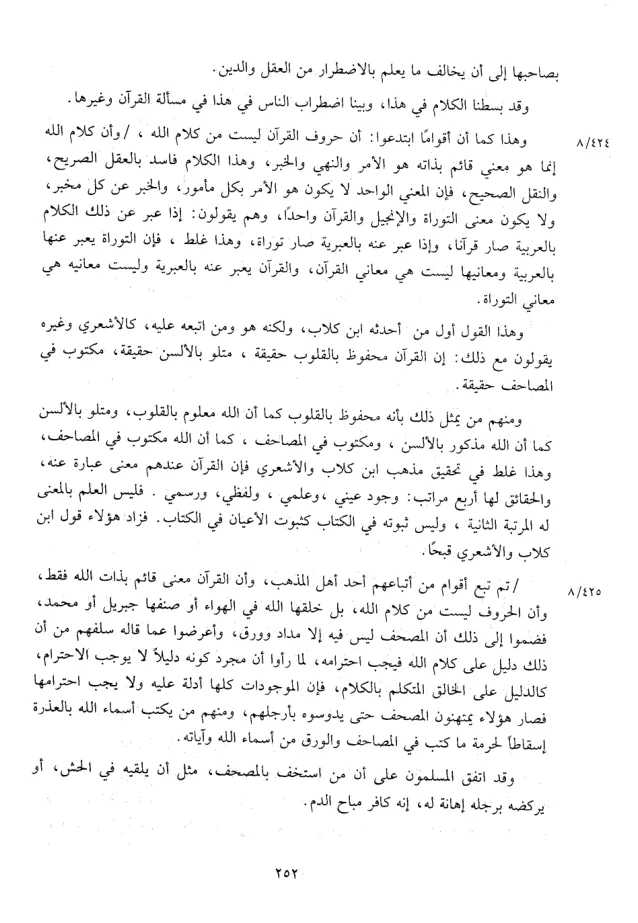 بصاحبها إلى أن يخالف ما يعلم بالاضطرار من العقل والدين.
وقد بسطنا الكلام في هذا، وبينا اضطراب الناس في هذا في مسألة القرآن وغيرها.
٨/٤٢٤
وهذا كما أن أقوامًا ابتدعوا: أن حروف القرآن ليست من كلام الله ، /وأن كلام الله
إنما هو معني قائم بذاته هو الأمر والنهي والخبر، وهذا الكلام فاسد بالعقل الصريح،
والنقل الصحيح، فإن المعني الواحد لا يكون هو الأمر بكل مأمور، والخبر عن كل مخبر،
ولا يكون معنى التوراة والإنجيل والقرآن واحدًا، وهم يقولون: إذا عبر عن ذلك الكلام
بالعربية صار قرآنا، وإذا عبر عنه بالعبرية صار توراة، وهذا غلط ، فإن التوراة يعبر عنها
بالعربية ومعانيها ليست هي معاني القرآن، والقرآن يعبر عنه بالعبرية وليست معانيه هي
معاني التوراة.
وهذا القول أول من أحدثه ابن كلاب، ولكنه هو ومن اتبعه عليه، كالأشعري وغيره
يقولون مع ذلك: إن القرآن محفوظ بالقلوب حقيقة ، متلو بالألسن حقيقة، مكتوب في
المصاحف حقيقة.
ومنهم من يمثل ذلك بأنه محفوظ بالقلوب كما أن الله معلوم بالقلوب، ومتلو بالألسن
كما أن الله مذكور بالألسن ، ومكتوب في المصاحف ، كما أن الله مكتوب في المصاحف،
وهذا غلط في تحقيق مذهب ابن كلاب والأشعري فإن القرآن عندهم معنى عبارة عنه،
والحقائق لها أربع مراتب: وجود عيني ،وعلمي ، ولفظي، ورسمي . فليس العلم بالمعنى
له المرتبة الثانية ، وليس ثبوته في الكتاب كثبوت الأعيان في الكتاب. فزاد هؤلاء قول ابن
كلاب والأشعري قبحًا.
٨/٤٢٥
/ثم تبع أقوام من أتباعهم أحد أهل المذهب، وأن القرآن معنى قائم بذات الله فقط،
وأن الحروف ليست من كلام الله، بل خلقها الله في الهواء أو صنفها جبريل أو محمد،
فضموا إلى ذلك أن المصحف ليس فيه إلا مداد وورق، وأعرضوا عما قاله سلفهم من أن
ذلك دليل على كلام الله فيجب احترامه، لما رأوا أن مجرد كونه دليلاً لا يوجب الاحترام،
كالدليل على الخالق المتكلم بالكلام، فإن الموجودات كلها أدلة عليه ولا يجب احترامها
فصار هؤلاء يمتهنون المصحف حتى يدوسوه بأرجلهم، ومنهم من يكتب أسماء الله بالعذرة
إسقاطاً لحرمة ما كتب في المصاحف والورق من أسماء الله وآياته.
وقد اتفق المسلمون على أن من استخف بالمصحف، مثل أن يلقيه في الحش، أو
يركضه برجله إهانة له، إنه كافر مباح الدم.
٢٥٢